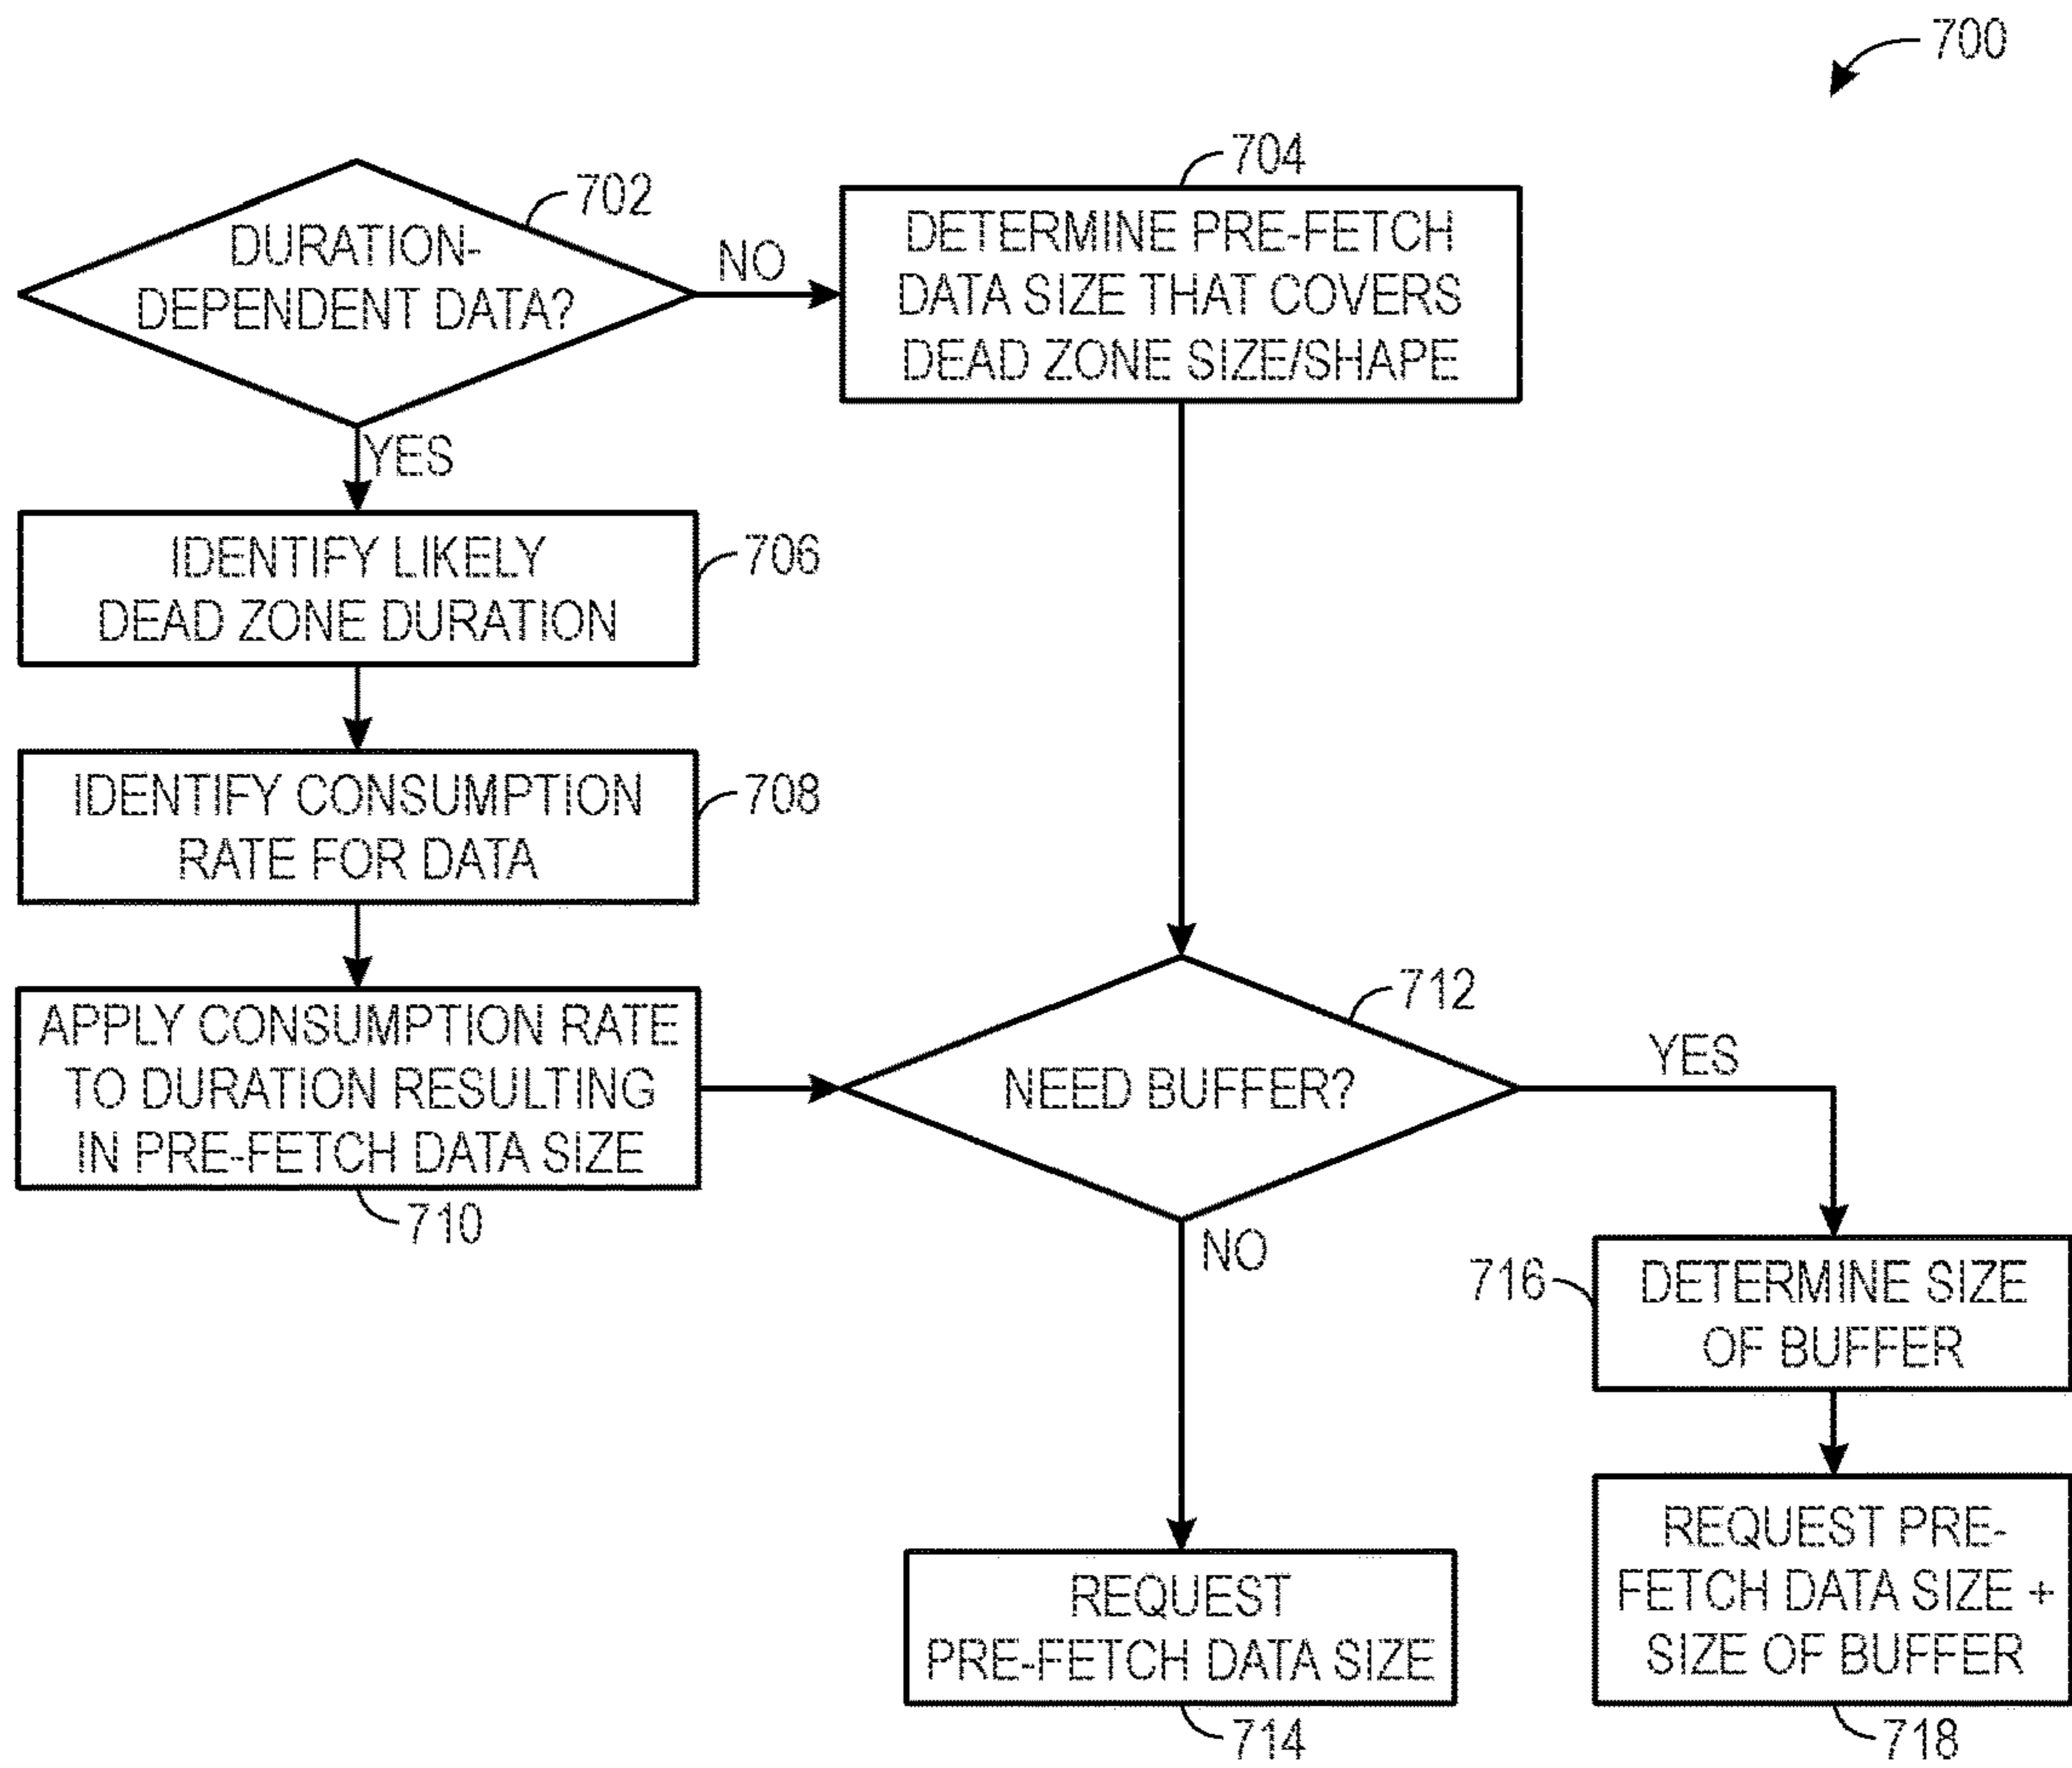 700
702
DURATION-
DEPENDENT DATA?
NO
704
DETERMINE PRE-FETCH
DATA SIZE THAT COVERS
DEAD ZONE SIZE/SHAPE
YES
706
IDENTIFY LIKELY
DEAD ZONE DURATION
708
IDENTIFY CONSUMPTION
RATE FOR DATA
APPLY CONSUMPTION RATE
TO DURATION RESULTING
IN PRE-FETCH DATA SIZE
710
712
NEED BUFFER?
YES
NO
716
DETERMINE SIZE
OF BUFFER
REQUEST
PRE-FETCH DATA SIZE
714
REQUEST PRE-
FETCH DATA SIZE +
SIZE OF BUFFER
718